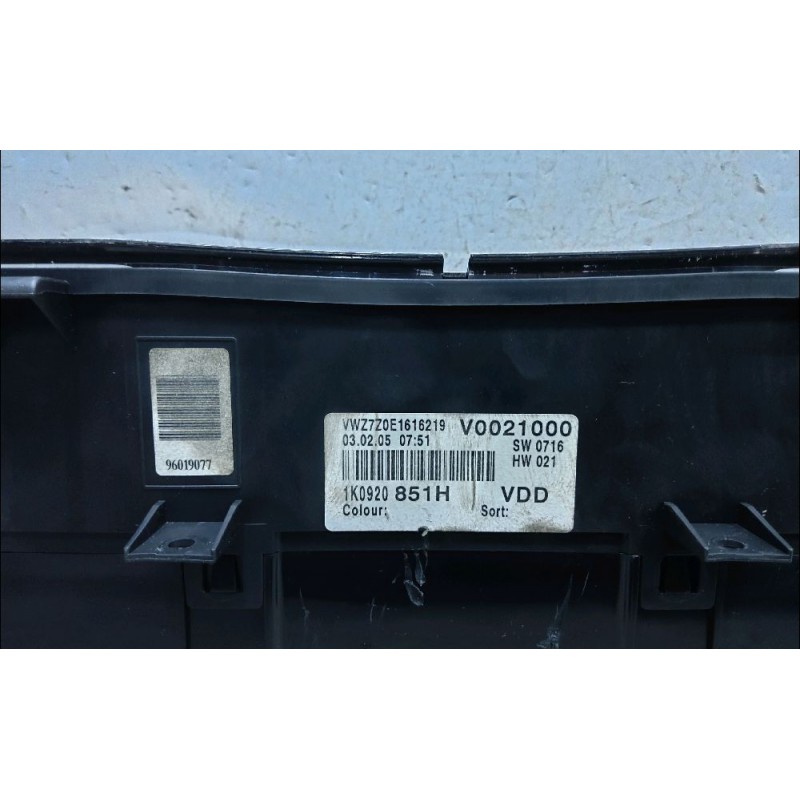 96019077
VWZ7Z0E1616219 V0021000
03.02.05 07:51 SW 0716
HW 021
1K0920 851H VDD
Colour: Sort: